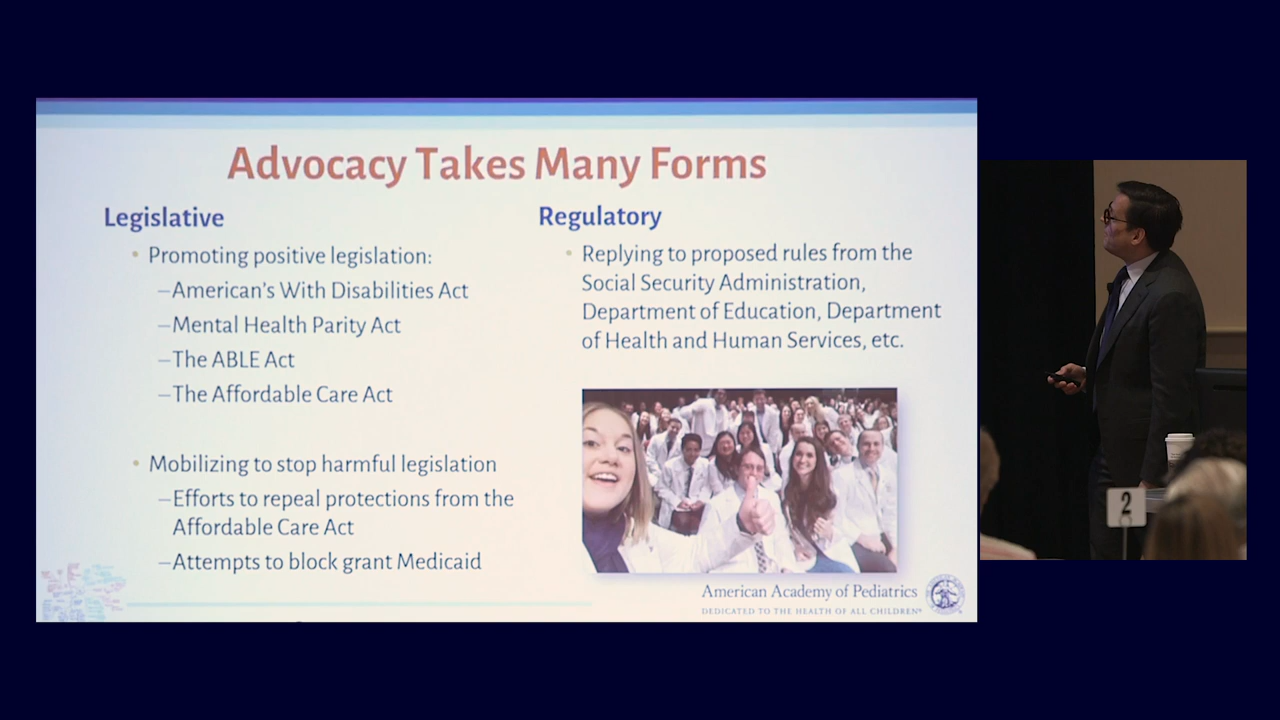 Advocacy Takes Many Forms
Legislative
• Promoting positive legislation:
–American's With Disabilities Act
–Mental Health Parity Act
–The ABLE Act
–The Affordable Care Act
• Mobilizing to stop harmful legislation
–Efforts to repeal protections from the
Affordable Care Act
–Attempts to block grant Medicaid
Regulatory
• Replying to proposed rules from the
Social Security Administration,
Department of Education, Department
of Health and Human Services, etc.
American Academy of Pediatrics
DEDICATED TO THE HEALTH OF ALL CHILDREN®
2